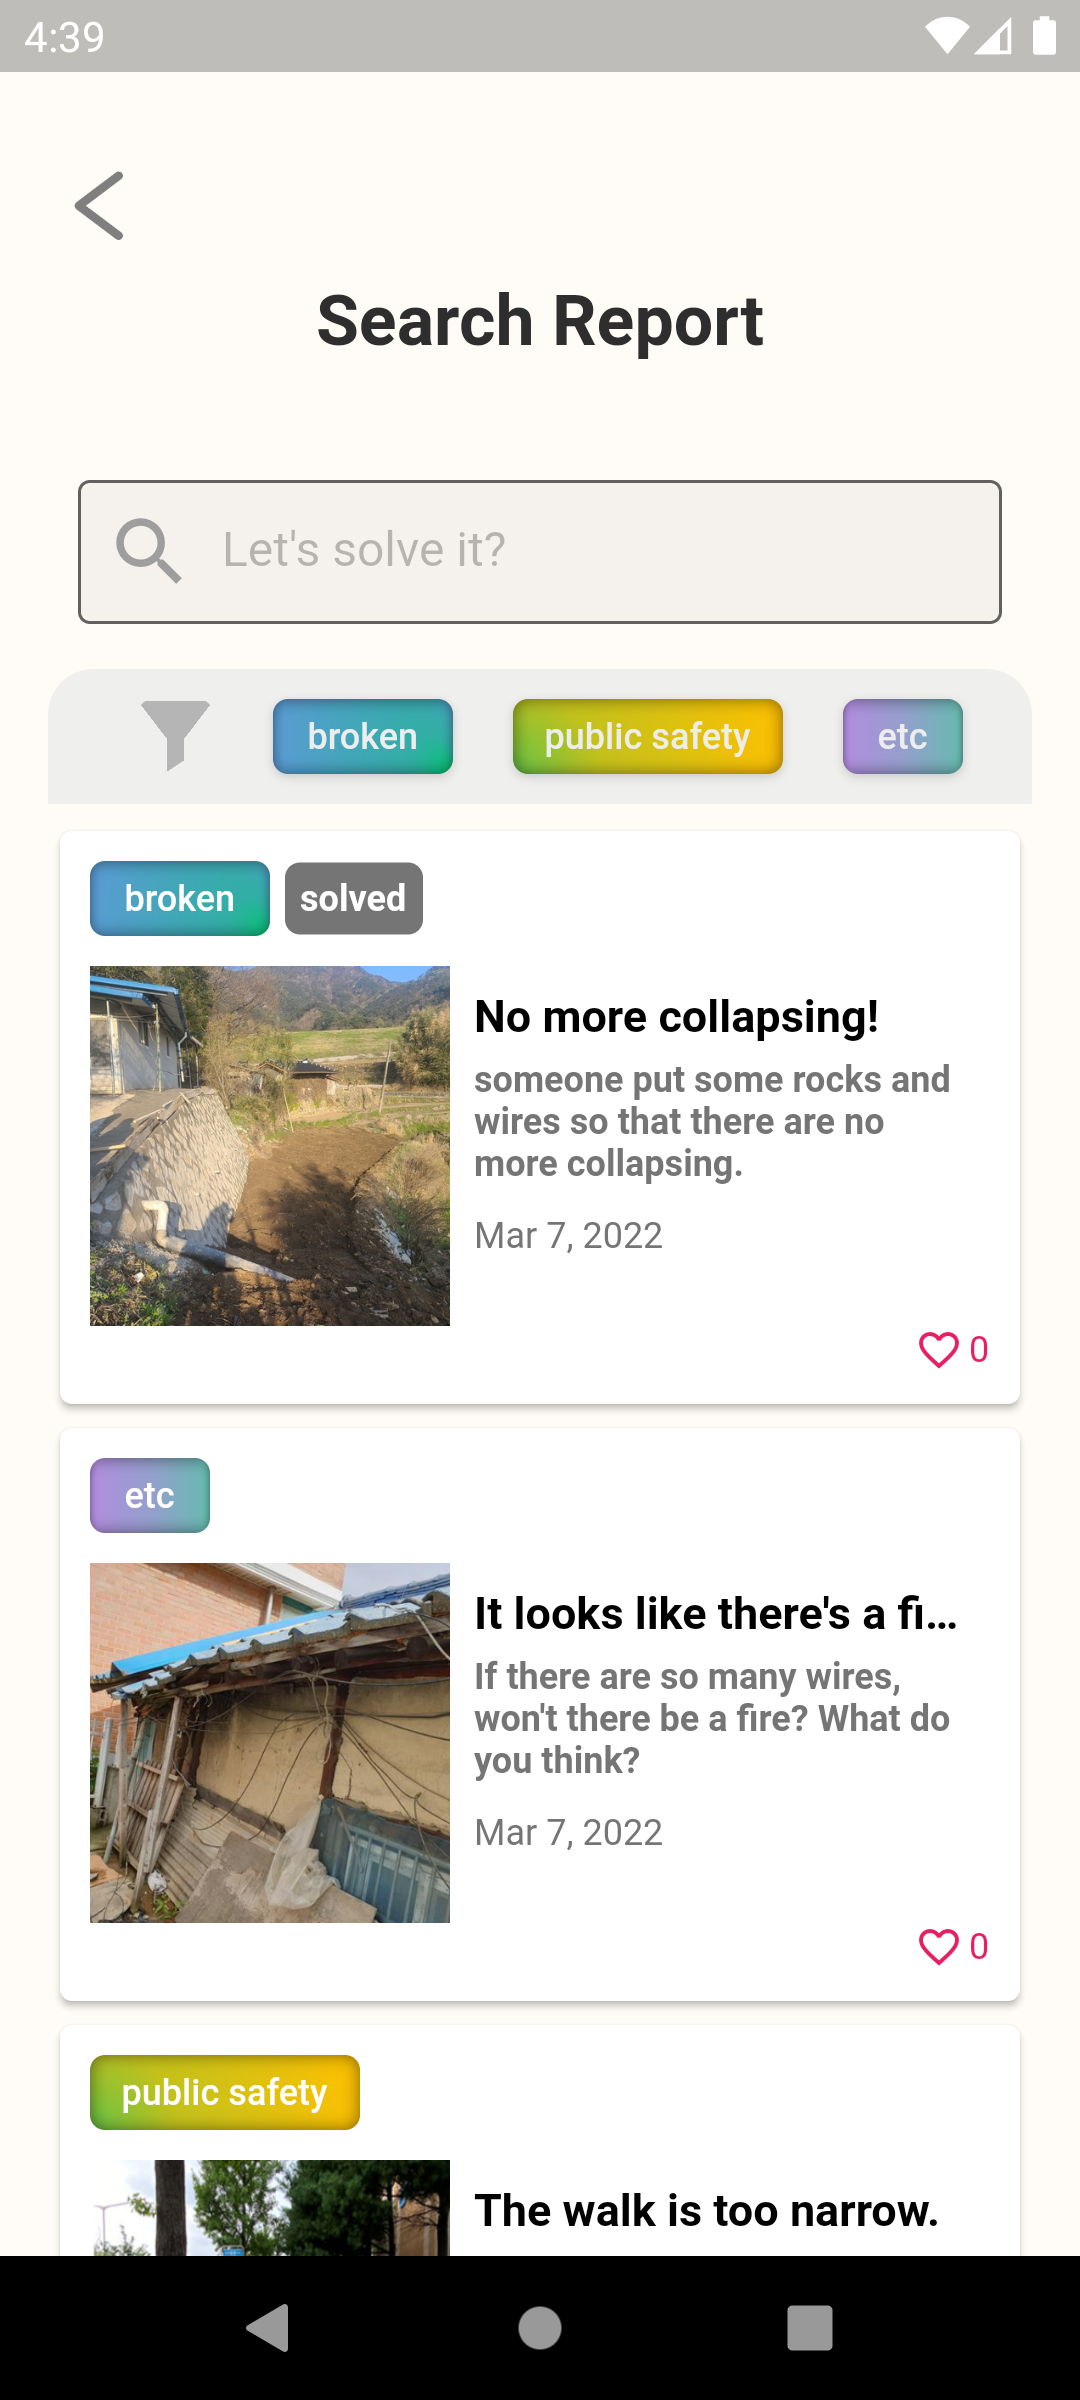 4:39
Search Report
Let's solve it?
broken
public safety
etc
broken
solved
No more collapsing!
someone put some rocks and
wires so that there are no
more collapsing.
Mar 7, 2022
0
etc
It looks like there's a fi...
If there are so many wires,
won't there be a fire? What do
you think?
Mar 7, 2022
0
public safety
The walk is too narrow.